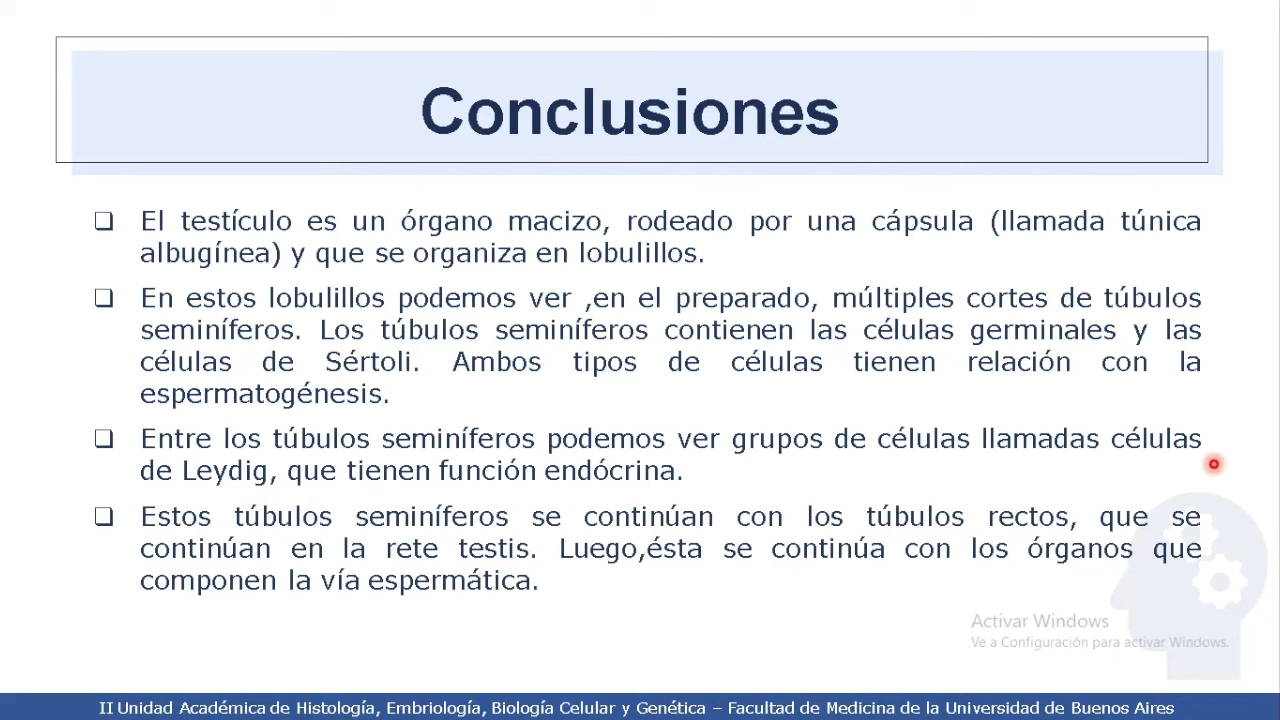 Conclusiones
❑ El testículo es un órgano macizo, rodeado por una cápsula (llamada túnica
albugínea) y que se organiza en lobulillos.
❑ En estos lobulillos podemos ver ,en el preparado, múltiples cortes de túbulos
seminíferos. Los túbulos seminíferos contienen las células germinales y las
células de Sértoli. Ambos tipos de células tienen relación con la
espermatogénesis.
❑ Entre los túbulos seminíferos podemos ver grupos de células llamadas células
de Leydig, que tienen función endócrina.
❑ Estos túbulos seminíferos se continúan con los túbulos rectos, que se
continúan en la rete testis. Luego,ésta se continúa con los órganos que
componen la vía espermática.
Activar Windows
Ve a Configuración para activar Windows.
II Unidad Académica de Histología, Embriología, Biología Celular y Genética – Facultad de Medicina de la Universidad de Buenos Aires